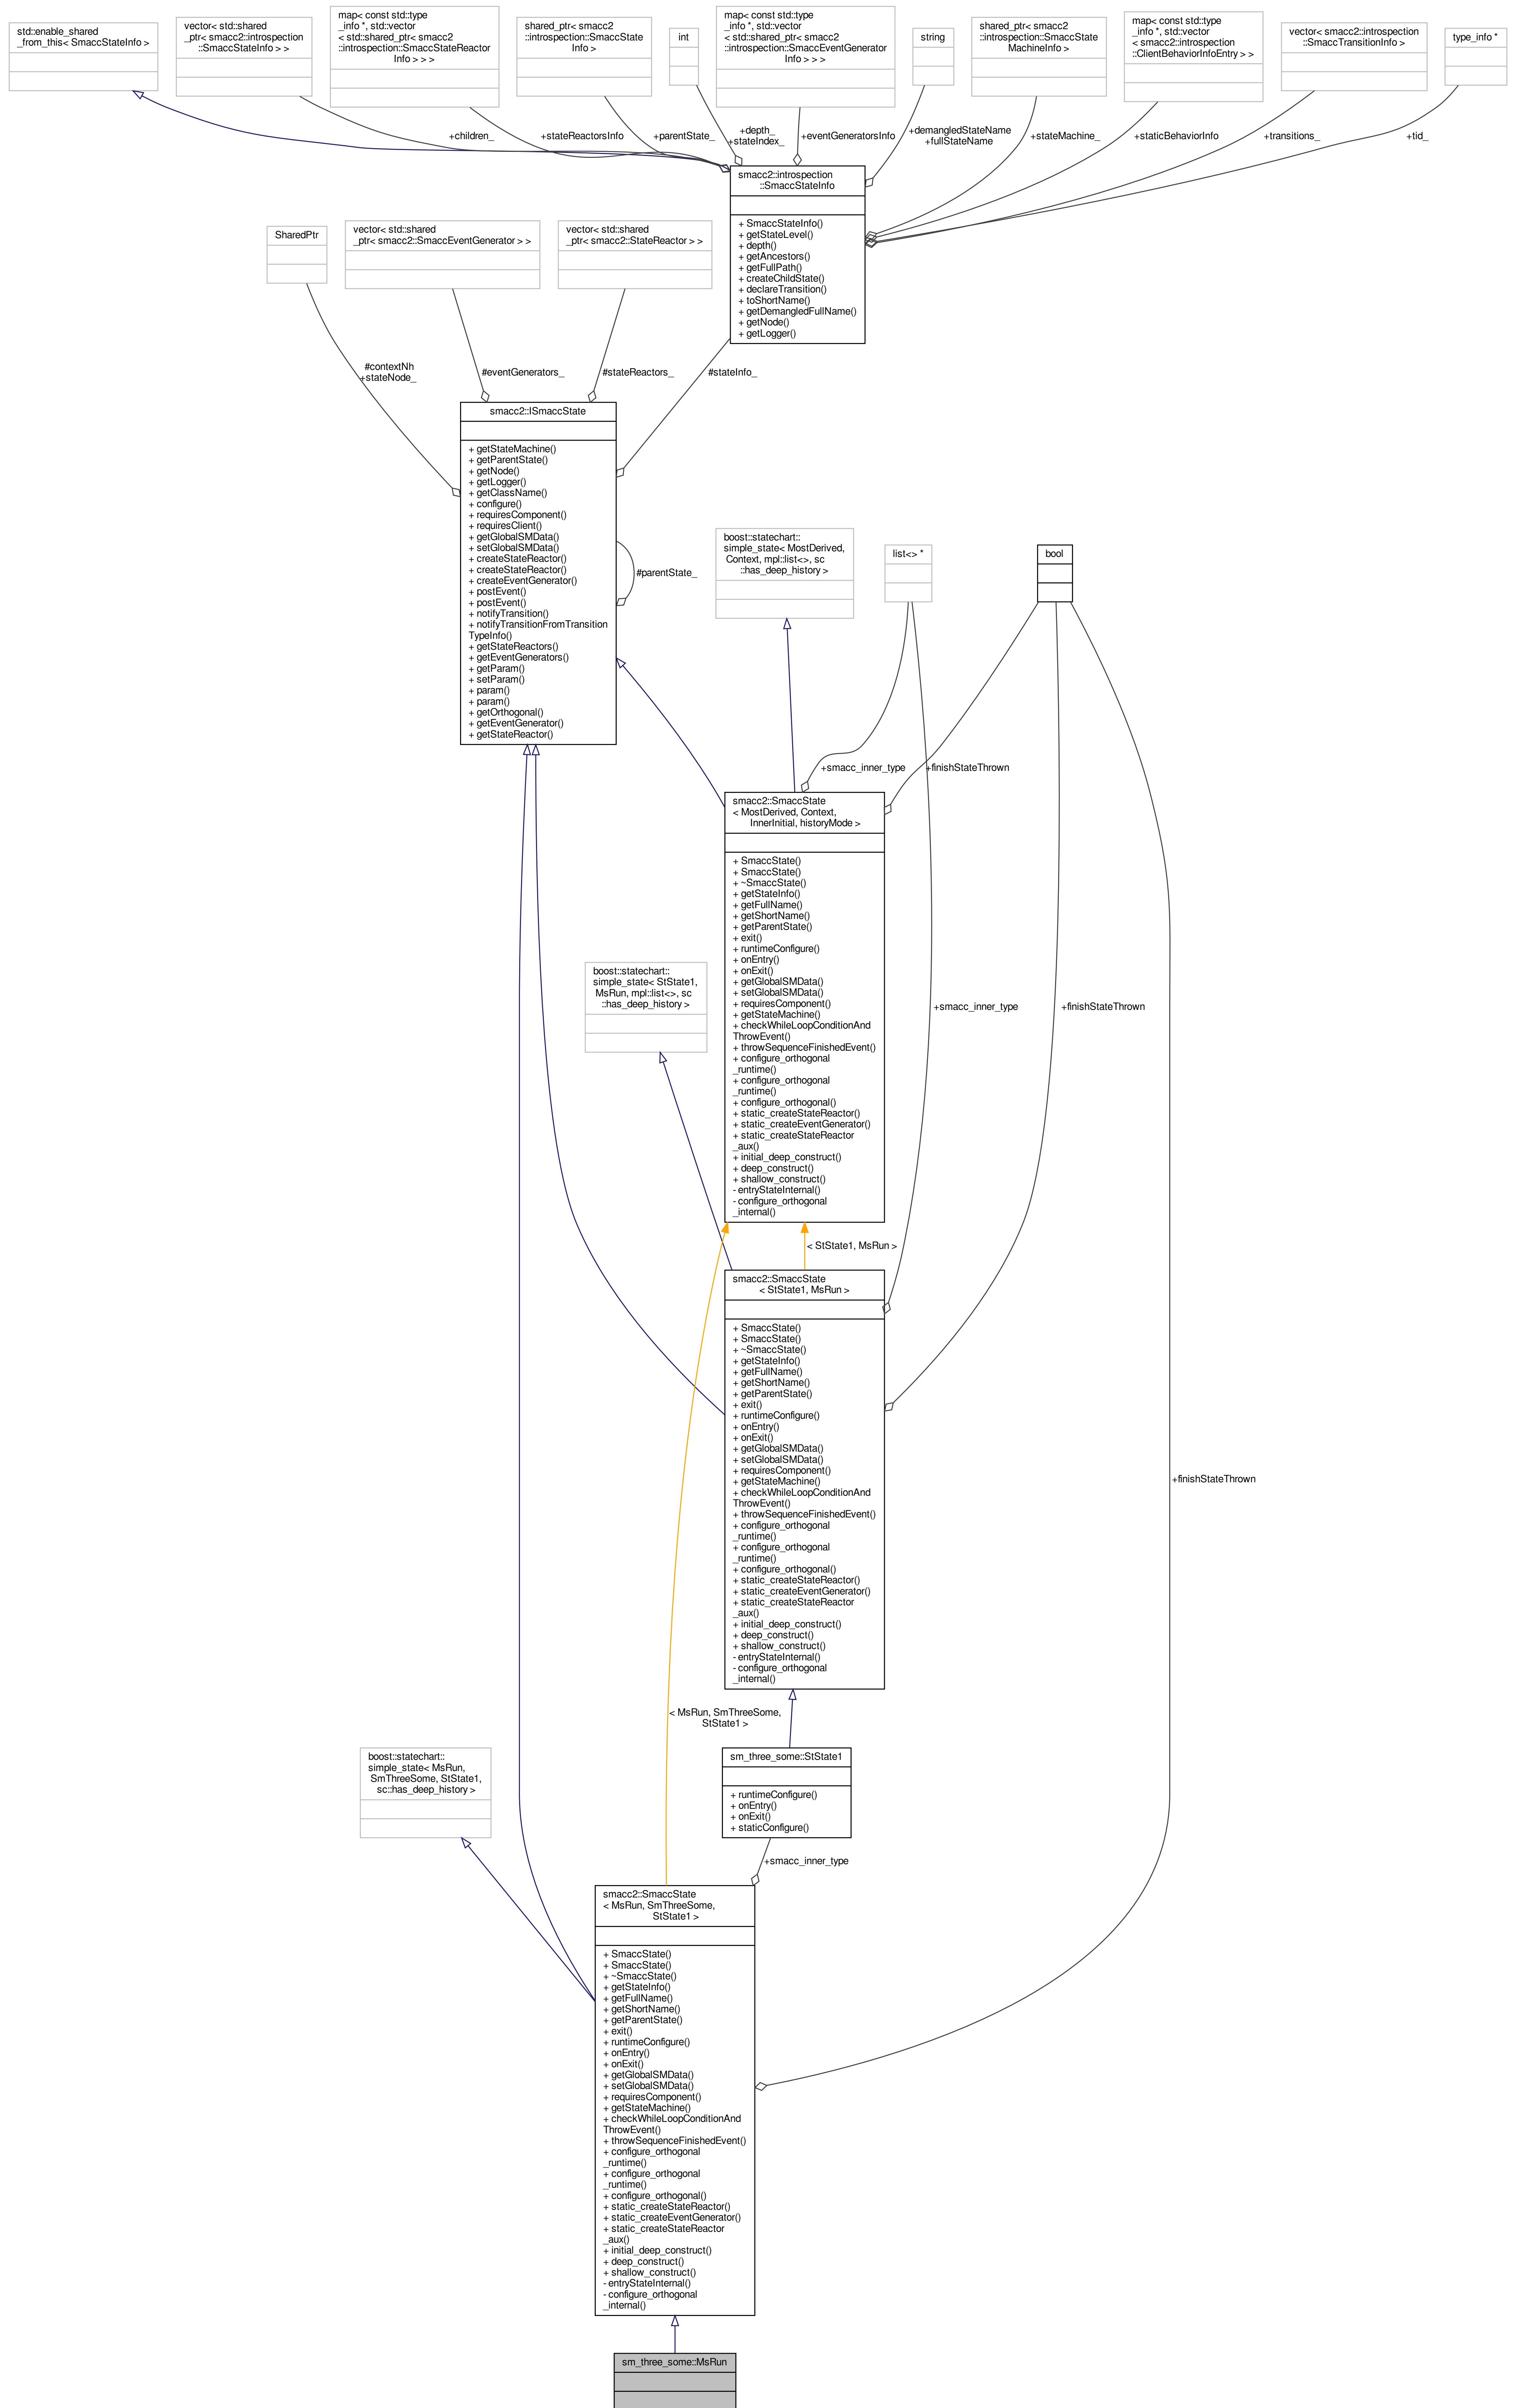 std::enable_shared
_from_this< SmaccStateInfo >
vector< std::shared
_ptr< smacc2::introspection
::SmaccStateInfo > >
map< const std::type
_info *, std::vector
< std::shared_ptr< smacc2
::introspection::SmaccStateReactor
Info > > >
shared_ptr< smacc2
::introspection::SmaccState
Info >
int
map< const std::type
_info *, std::vector
< std::shared_ptr< smacc2
::introspection::SmaccEventGenerator
Info > > >
string
shared_ptr< smacc2
::introspection::SmaccState
MachineInfo >
map< const std::type
_info *, std::vector
< smacc2::introspection
::ClientBehaviorInfoEntry > >
vector< smacc2::introspection
::SmaccTransitionInfo >
type_info *
+children_
+stateReactorsInfo
+parentState_
+depth_
+stateIndex_
+eventGeneratorsInfo
+demangledStateName
+fullStateName
+stateMachine_
+staticBehaviorInfo
+transitions_
+tid_
smacc2::introspection
::SmaccStateInfo
+ SmaccStateInfo()
+ getStateLevel()
+ depth()
+ getAncestors()
+ getFullPath()
+ createChildState()
+ declareTransition()
+ toShortName()
+ getDemangledFullName()
+ getNode()
+ getLogger()
SharedPtr
vector< std::shared
_ptr< smacc2::SmaccEventGenerator > >
vector< std::shared
_ptr< smacc2::StateReactor > >
#contextNh
+stateNode_
#eventGenerators_
#stateReactors_
#stateInfo_
smacc2::ISmaccState
+ getStateMachine()
+ getParentState()
+ getNode()
+ getLogger()
+ getClassName()
+ configure()
+ requiresComponent()
+ requiresClient()
+ getGlobalSMData()
+ setGlobalSMData()
+ createStateReactor()
+ createStateReactor()
+ createEventGenerator()
+ postEvent()
+ postEvent()
+ notifyTransition()
+ notifyTransitionFromTransition
TypeInfo()
+ getStateReactors()
+ getEventGenerators()
+ getParam()
+ setParam()
+ param()
+ param()
+ getOrthogonal()
+ getEventGenerator()
+ getStateReactor()
#parentState_
boost::statechart::
simple_state< MostDerived,
Context, mpl::list<>, sc
::has_deep_history >
list<> *
bool
+smacc_inner_type
+finishStateThrown
smacc2::SmaccState
< MostDerived, Context,
InnerInitial, historyMode >
+ SmaccState()
+ SmaccState()
+ ~SmaccState()
+ getStateInfo()
+ getFullName()
+ getShortName()
+ getParentState()
+ exit()
+ runtimeConfigure()
+ onEntry()
+ onExit()
+ getGlobalSMData()
+ setGlobalSMData()
+ requiresComponent()
+ getStateMachine()
+ checkWhileLoopConditionAnd
ThrowEvent()
+ throwSequenceFinishedEvent()
+ configure_orthogonal
_runtime()
+ configure_orthogonal
_runtime()
+ configure_orthogonal()
+ static_createStateReactor()
+ static_createEventGenerator()
+ static_createStateReactor
_aux()
+ initial_deep_construct()
+ deep_construct()
+ shallow_construct()
- entryStateInternal()
- configure_orthogonal
_internal()
boost::statechart::
simple_state< StState1,
MsRun, mpl::list<>, sc
::has_deep_history >
+smacc_inner_type
+finishStateThrown
< StState1, MsRun >
smacc2::SmaccState
< StState1, MsRun >
+ SmaccState()
+ SmaccState()
+ ~SmaccState()
+ getStateInfo()
+ getFullName()
+ getShortName()
+ getParentState()
+ exit()
+ runtimeConfigure()
+ onEntry()
+ onExit()
+ getGlobalSMData()
+ setGlobalSMData()
+ requiresComponent()
+ getStateMachine()
+ checkWhileLoopConditionAnd
ThrowEvent()
+ throwSequenceFinishedEvent()
+ configure_orthogonal
_runtime()
+ configure_orthogonal
_runtime()
+ configure_orthogonal()
+ static_createStateReactor()
+ static_createEventGenerator()
+ static_createStateReactor
_aux()
+ initial_deep_construct()
+ deep_construct()
+ shallow_construct()
- entryStateInternal()
- configure_orthogonal
_internal()
+finishStateThrown
< MsRun, SmThreeSome,
StState1 >
boost::statechart::
simple_state< MsRun,
SmThreeSome, StState1,
sc::has_deep_history >
sm_three_some::StState1
+ runtimeConfigure()
+ onEntry()
+ onExit()
+ staticConfigure()
+smacc_inner_type
smacc2::SmaccState
< MsRun, SmThreeSome,
StState1 >
+ SmaccState()
+ SmaccState()
+ ~SmaccState()
+ getStateInfo()
+ getFullName()
+ getShortName()
+ getParentState()
+ exit()
+ runtimeConfigure()
+ onEntry()
+ onExit()
+ getGlobalSMData()
+ setGlobalSMData()
+ requiresComponent()
+ getStateMachine()
+ checkWhileLoopConditionAnd
ThrowEvent()
+ throwSequenceFinishedEvent()
+ configure_orthogonal
_runtime()
+ configure_orthogonal
_runtime()
+ configure_orthogonal()
+ static_createStateReactor()
+ static_createEventGenerator()
+ static_createStateReactor
_aux()
+ initial_deep_construct()
+ deep_construct()
+ shallow_construct()
- entryStateInternal()
- configure_orthogonal
_internal()
sm_three_some::MsRun